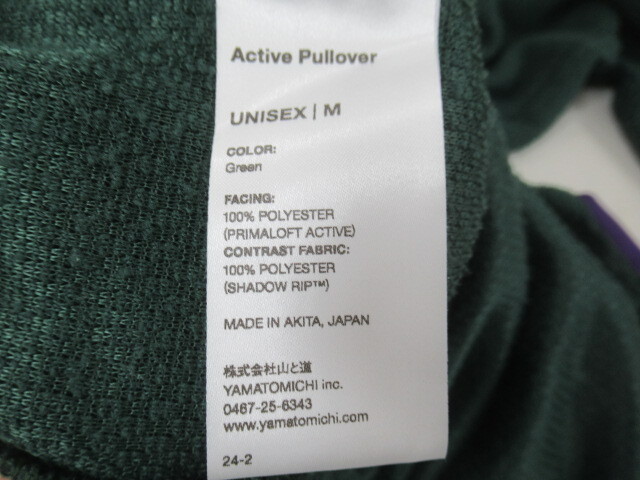 Active Pullover
UNISEX | M
COLOR:
Green
FACING:
100% POLYESTER
(PRIMALOFT ACTIVE)
CONTRAST FABRIC:
100% POLYESTER
(SHADOW RIP™)
MADE IN AKITA, JAPAN
株式会社山と道
YAMATOMICHI inc.
0467-25-6343
www.yamatomichi.com
24-2